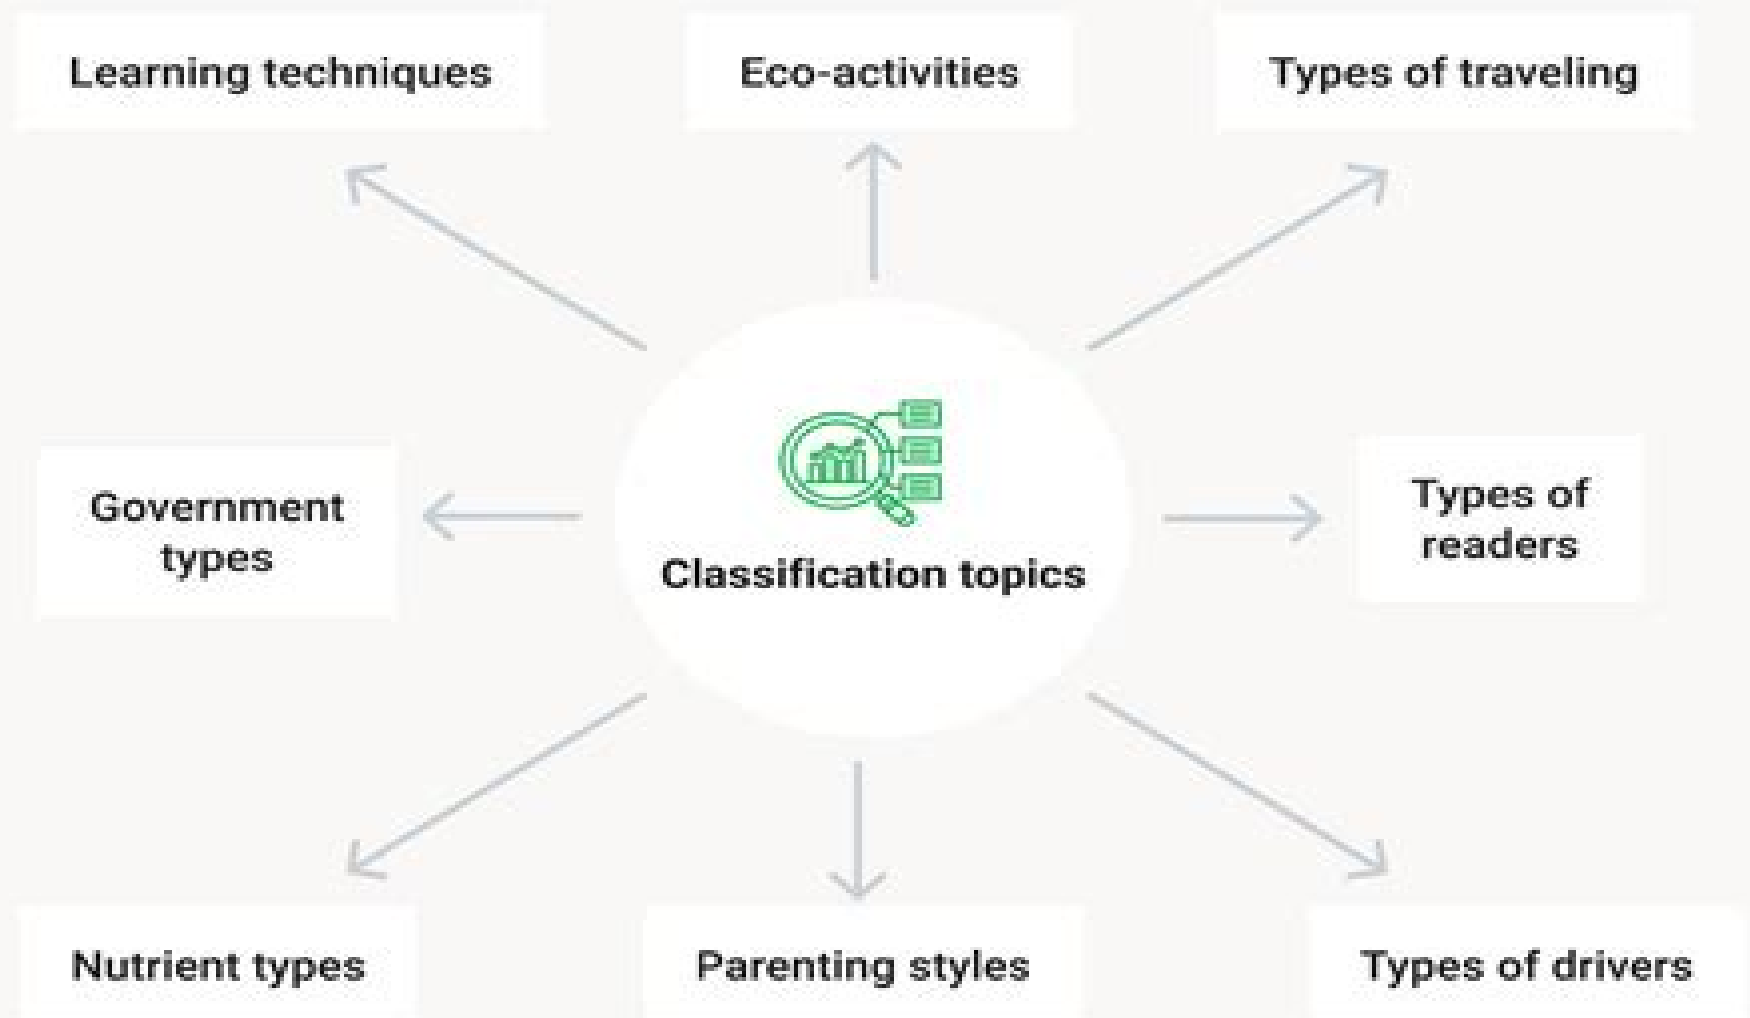 Learning techniques
Eco-activities
Types of traveling
Government
types
Classification topics
Types of
readers
Nutrient types
Parenting styles
Types of drivers